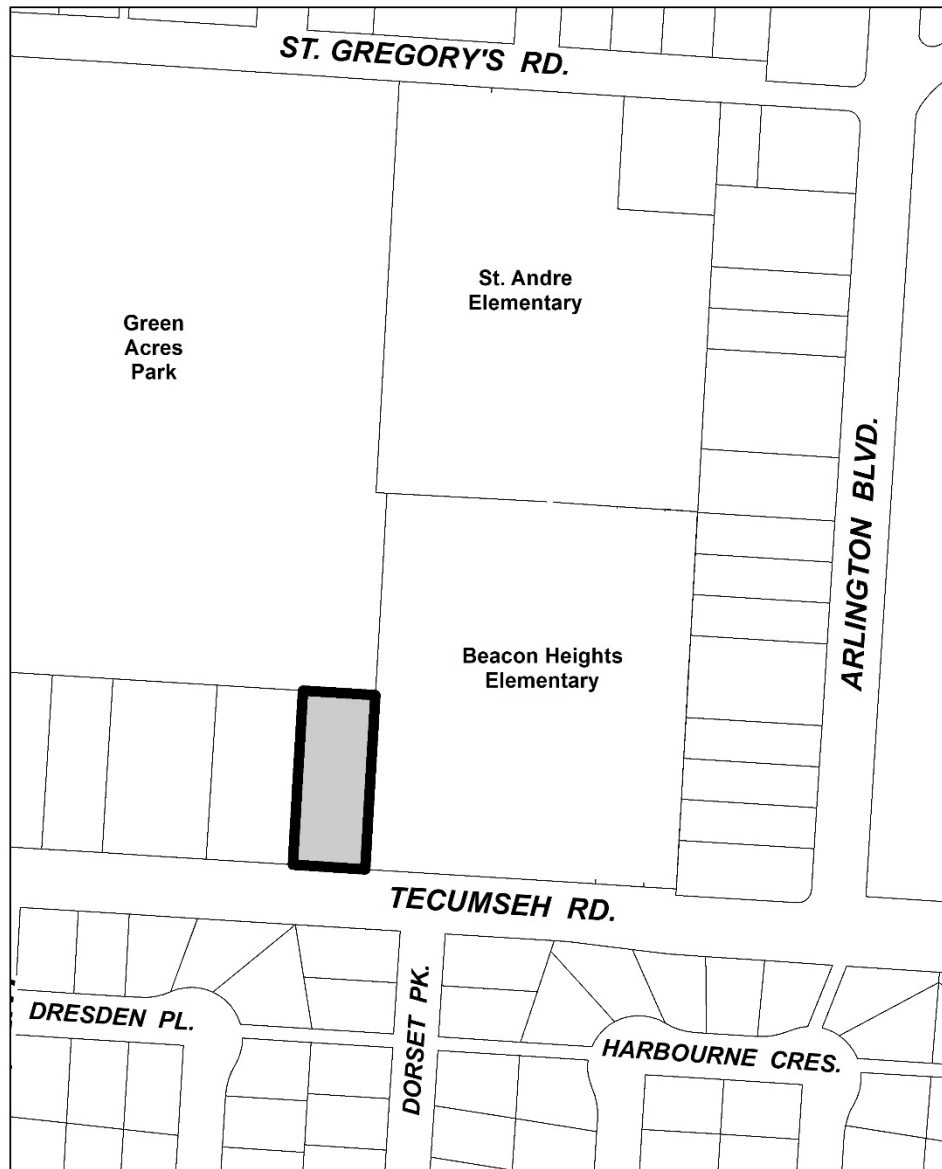 ST. GREGORY'S RD.
St. Andre
Elementary
Green
Acres
Park
ARLINGTON BLVD.
Beacon Heights
Elementary
TECUMSEH RD.
DRESDEN PL.
DORSET PK.
HARBOURNE CRES.